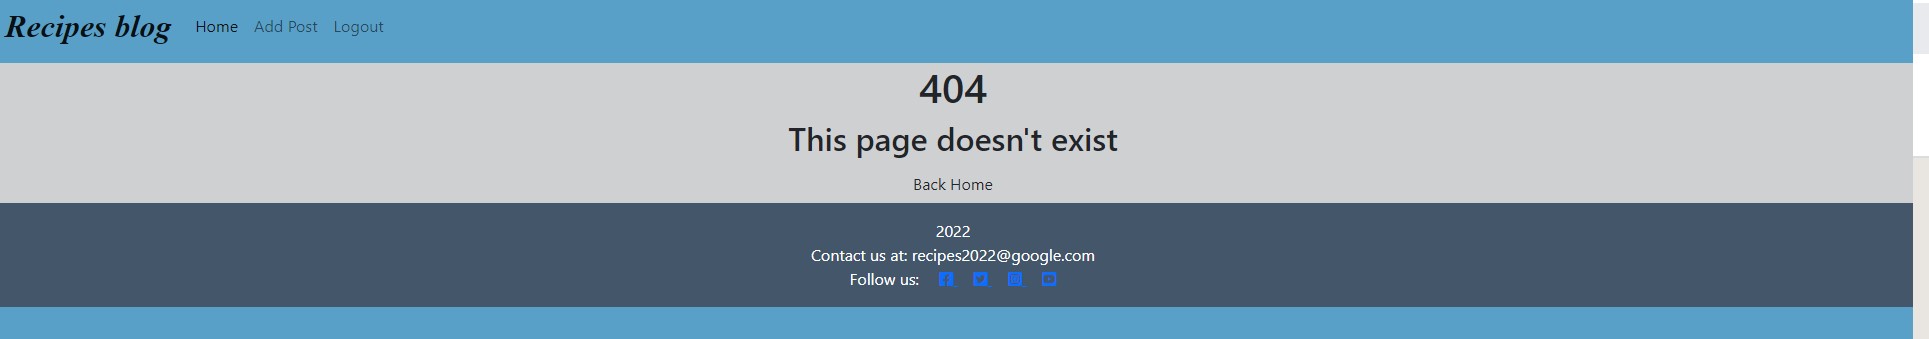 Recipes blog Home Add Post Logout
404
This page doesn't exist
Back Home
2022
Contact us at: recipes2022@google.com
Follow us: